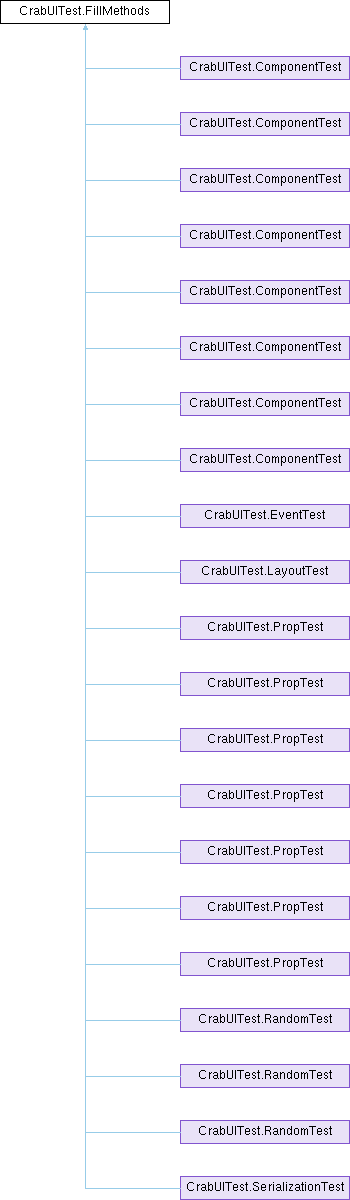 CrabUITest.FillMethods
CrabUITest.ComponentTest
CrabUITest.ComponentTest
CrabUITest.ComponentTest
CrabUITest.ComponentTest
CrabUITest.ComponentTest
CrabUITest.ComponentTest
CrabUITest.ComponentTest
CrabUITest.ComponentTest
CrabUITest.EventTest
CrabUITest.LayoutTest
CrabUITest.PropTest
CrabUITest.PropTest
CrabUITest.PropTest
CrabUITest.PropTest
CrabUITest.PropTest
CrabUITest.PropTest
CrabUITest.PropTest
CrabUITest.RandomTest
CrabUITest.RandomTest
CrabUITest.RandomTest
CrabUITest.SerializationTest